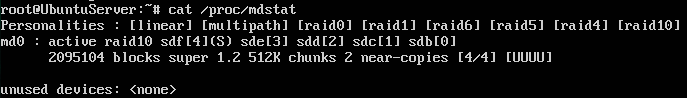 root@UbuntuServer:~# cat /proc/mdstat
Personalities : [linear] [multipath] [raid0] [raid1] [raid6] [raid5] [raid4] [raid10]
md0 : active raid10 sdf[4](S) sde[3] sdd[2] sdc[1] sdb[0]
2095104 blocks super 1.2 512K chunks 2 near-copies [4/4] [UUUU]
unused devices: <none>